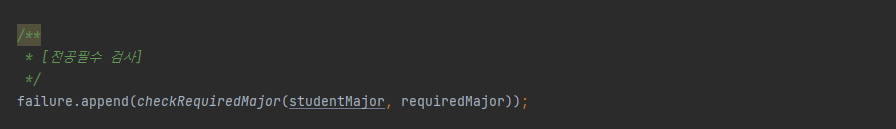 /**
 * [전공필수 검사]
 */
failure.append(checkRequiredMajor(studentMajor, requiredMajor));